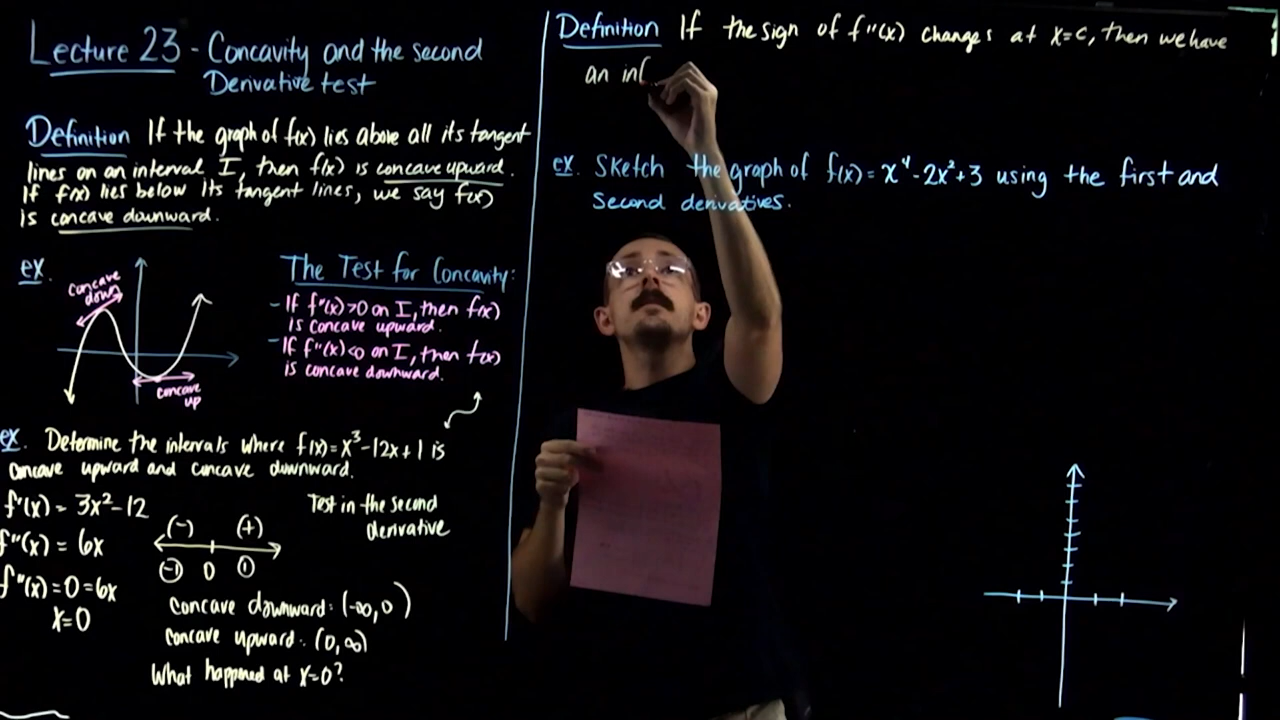 Lecture 23 - Concavity and the second
Derivative test
Definition If the graph of f(x) lies above all its tangent
lines on an interval I, then f(x) is concave upward.
If f(x) lies below its tangent lines, we say f(x)
is concave downward.
ex.
concave
down
concave
up
The Test for Concavity:
- If f''(x)>0 on I, then f(x)
is concave upward.
- If f''(x)<0 on I, then f(x)
is concave downward.
ex. Determine the intervals where f(x)=x³-12x+1 is
concave upward and concave downward.
f'(x) = 3x²-12
f''(x) = 6x
f''(x)=0=6x
x=0
(-) (+)
-1 0 1
Test in the second
derivative
Concave downward: (-∞,0)
Concave upward: (0,∞)
What happened at x=0?
Definition If the sign of f''(x) changes at x=c, then we have
an inf
ex. Sketch the graph of f(x)=x⁴-2x²+3 using the first and
second derivatives.